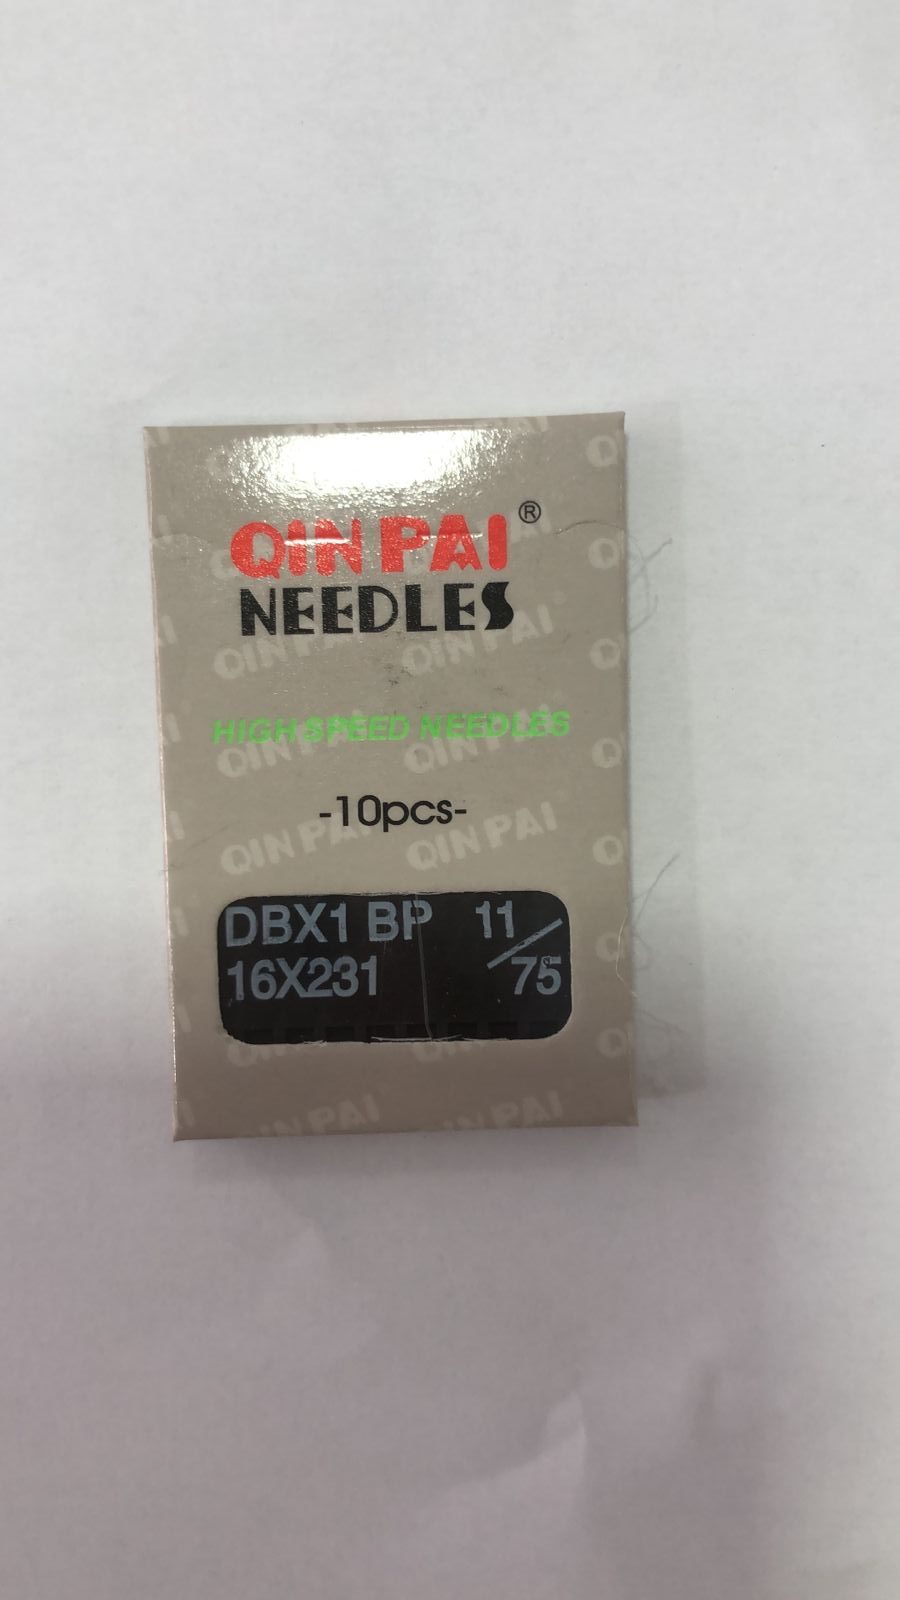 QIN PAI®
NEEDLES
HIGH SPEED NEEDLES
-10pcs-
DBX1 BP 11/75
16X231